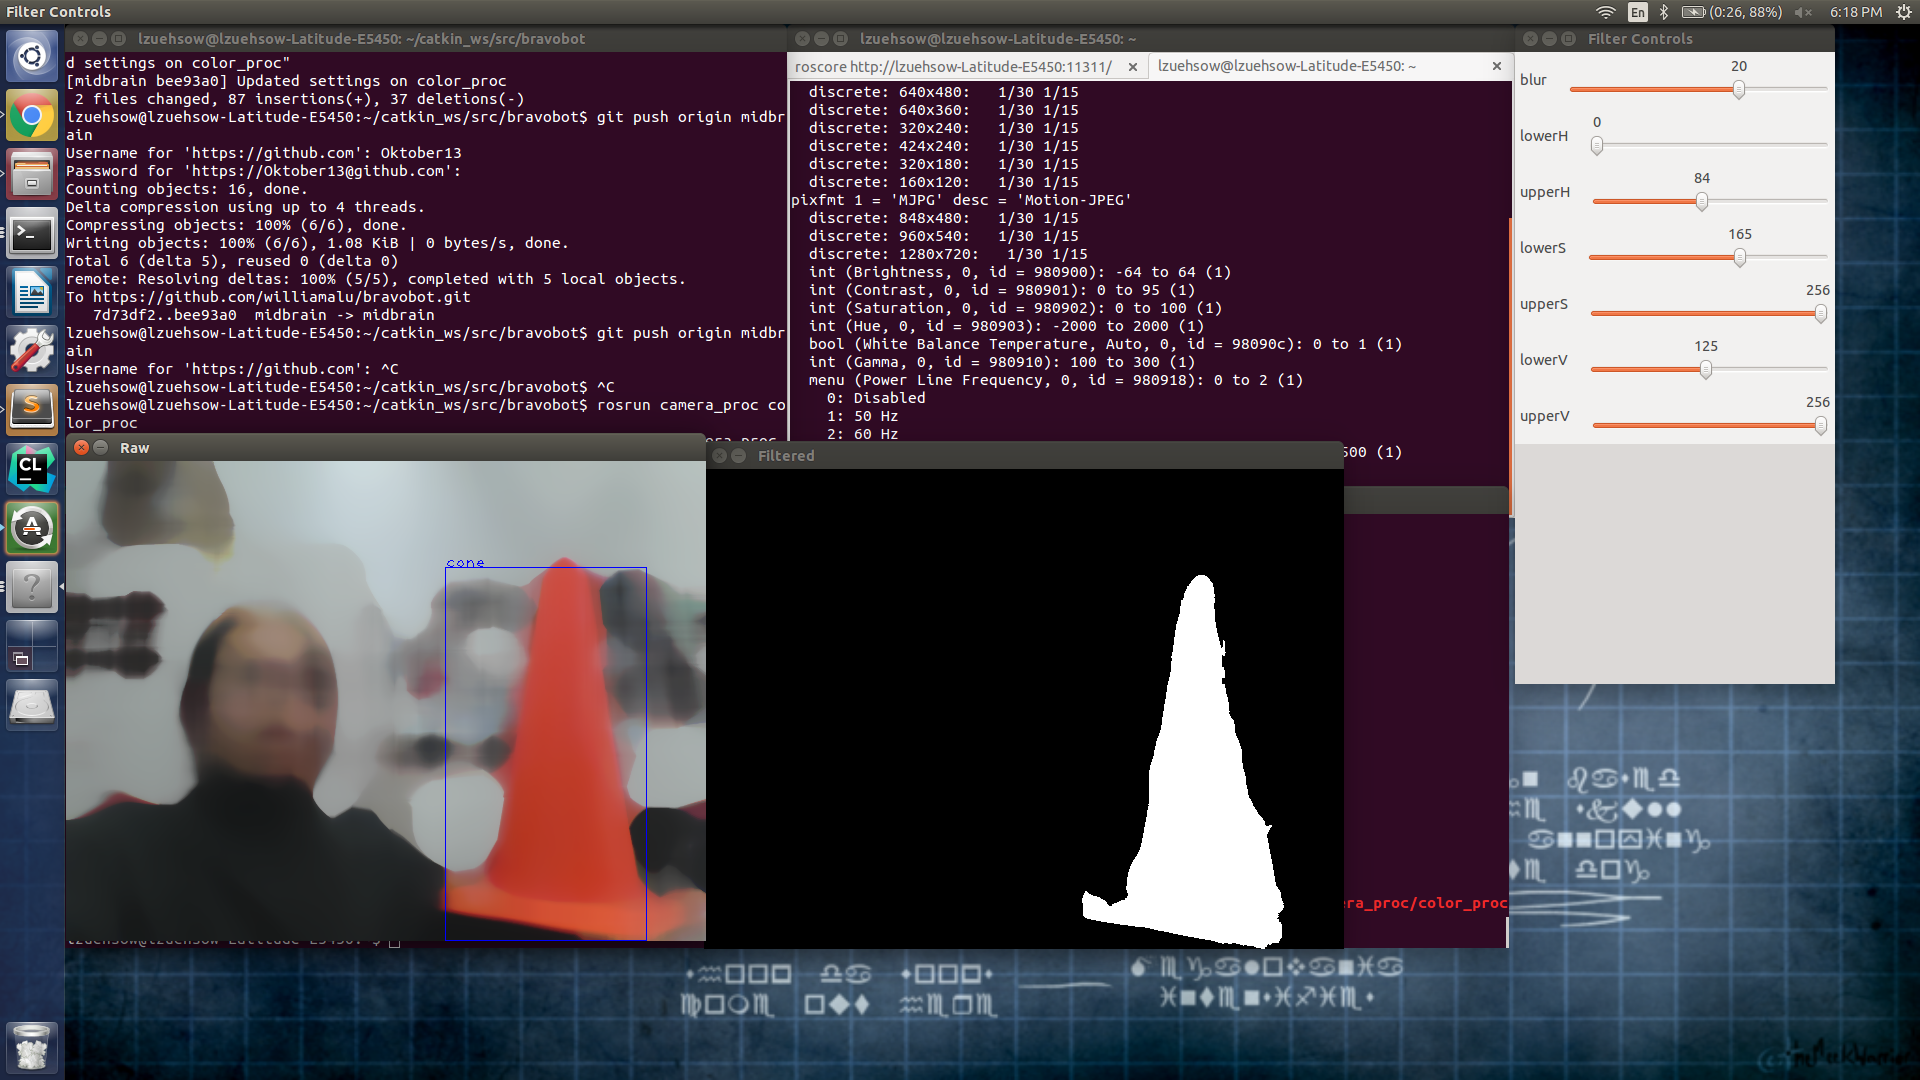 Filter Controls
En
(0:26, 88%)
6:18 PM
lzuehsow@lzuehsow-Latitude-E5450: ~/catkin_ws/src/bravobot
d settings on color_proc"
[midbrain bee93a0] Updated settings on color_proc
2 files changed, 87 insertions(+), 37 deletions(-)
lzuehsow@lzuehsow-Latitude-E5450:~/catkin_ws/src/bravobot$ git push origin midbr
ain
Username for 'https://github.com': Oktober13
Password for 'https://Oktober13@github.com':
Counting objects: 16, done.
Delta compression using up to 4 threads.
Compressing objects: 100% (6/6), done.
Writing objects: 100% (6/6), 1.08 KiB | 0 bytes/s, done.
Total 6 (delta 5), reused 0 (delta 0)
remote: Resolving deltas: 100% (5/5), completed with 5 local objects.
To https://github.com/williamalu/bravobot.git
7d73df2..bee93a0  midbrain -> midbrain
lzuehsow@lzuehsow-Latitude-E5450:~/catkin_ws/src/bravobot$ git push origin midbr
ain
Username for 'https://github.com': ^C
lzuehsow@lzuehsow-Latitude-E5450:~/catkin_ws/src/bravobot$ ^C
lzuehsow@lzuehsow-Latitude-E5450:~/catkin_ws/src/bravobot$ rosrun camera_proc co
lor_proc
lzuehsow@lzuehsow-Latitude-E5450: ~
roscore http://lzuehsow-Latitude-E5450:11311/
lzuehsow@lzuehsow-Latitude-E5450: ~
discrete: 640x480:   1/30 1/15
discrete: 640x360:   1/30 1/15
discrete: 320x240:   1/30 1/15
discrete: 424x240:   1/30 1/15
discrete: 320x180:   1/30 1/15
discrete: 160x120:   1/30 1/15
pixfmt 1 = 'MJPG' desc = 'Motion-JPEG'
discrete: 848x480:   1/30 1/15
discrete: 960x540:   1/30 1/15
discrete: 1280x720:   1/30 1/15
int (Brightness, 0, id = 980900): -64 to 64 (1)
int (Contrast, 0, id = 980901): 0 to 95 (1)
int (Saturation, 0, id = 980902): 0 to 100 (1)
int (Hue, 0, id = 980903): -2000 to 2000 (1)
bool (White Balance Temperature, Auto, 0, id = 98090c): 0 to 1 (1)
int (Gamma, 0, id = 980910): 100 to 300 (1)
menu (Power Line Frequency, 0, id = 980918): 0 to 2 (1)
0: Disabled
1: 50 Hz
2: 60 Hz
500 (1)
Filter Controls
blur 20
lowerH 0
upperH 84
lowerS 165
upperS 256
lowerV 125
upperV 256
Raw
cone
Filtered
era_proc/color_proc
CL